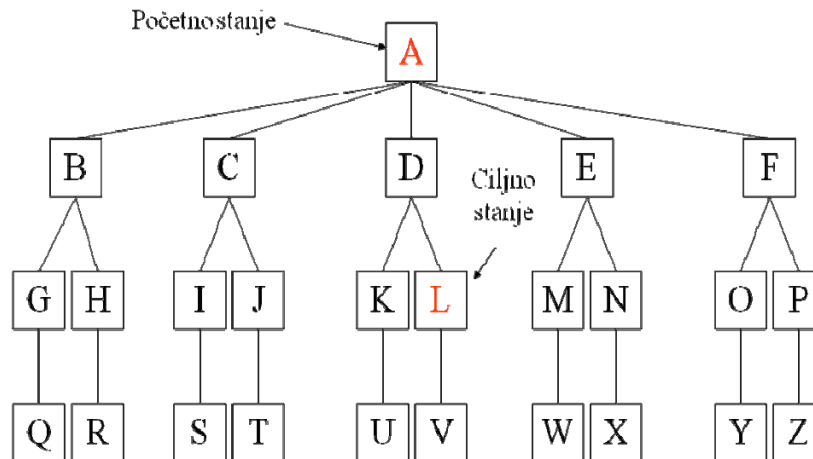 Početno stanje
A
B C D E F
Ciljno
stanje
G H I J K L M N O P
Q R S T U V W X Y Z